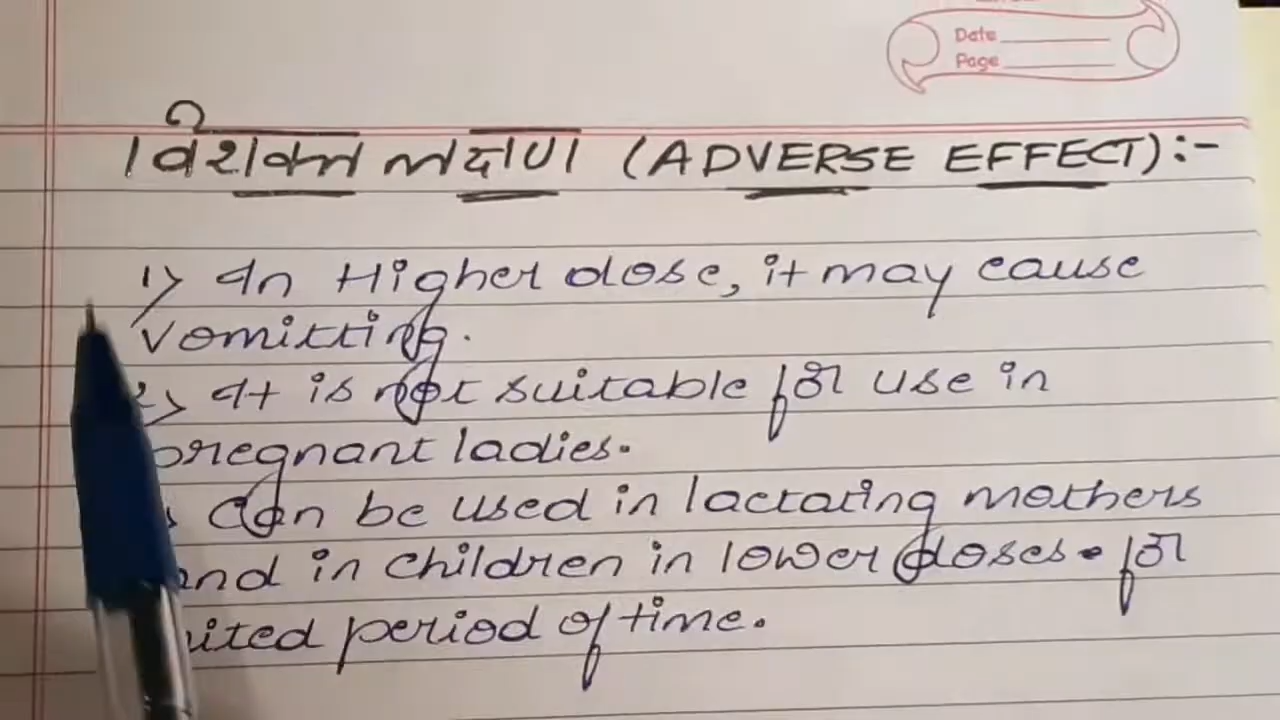 Date
Page
विशक्त लक्षण (ADVERSE EFFECT):-
1) In Higher dose, it may cause
vomitting.
2) It is not suitable for use in
pregnant ladies.
Can be used in lactating mothers
and in children in lower doses. for
period of time.